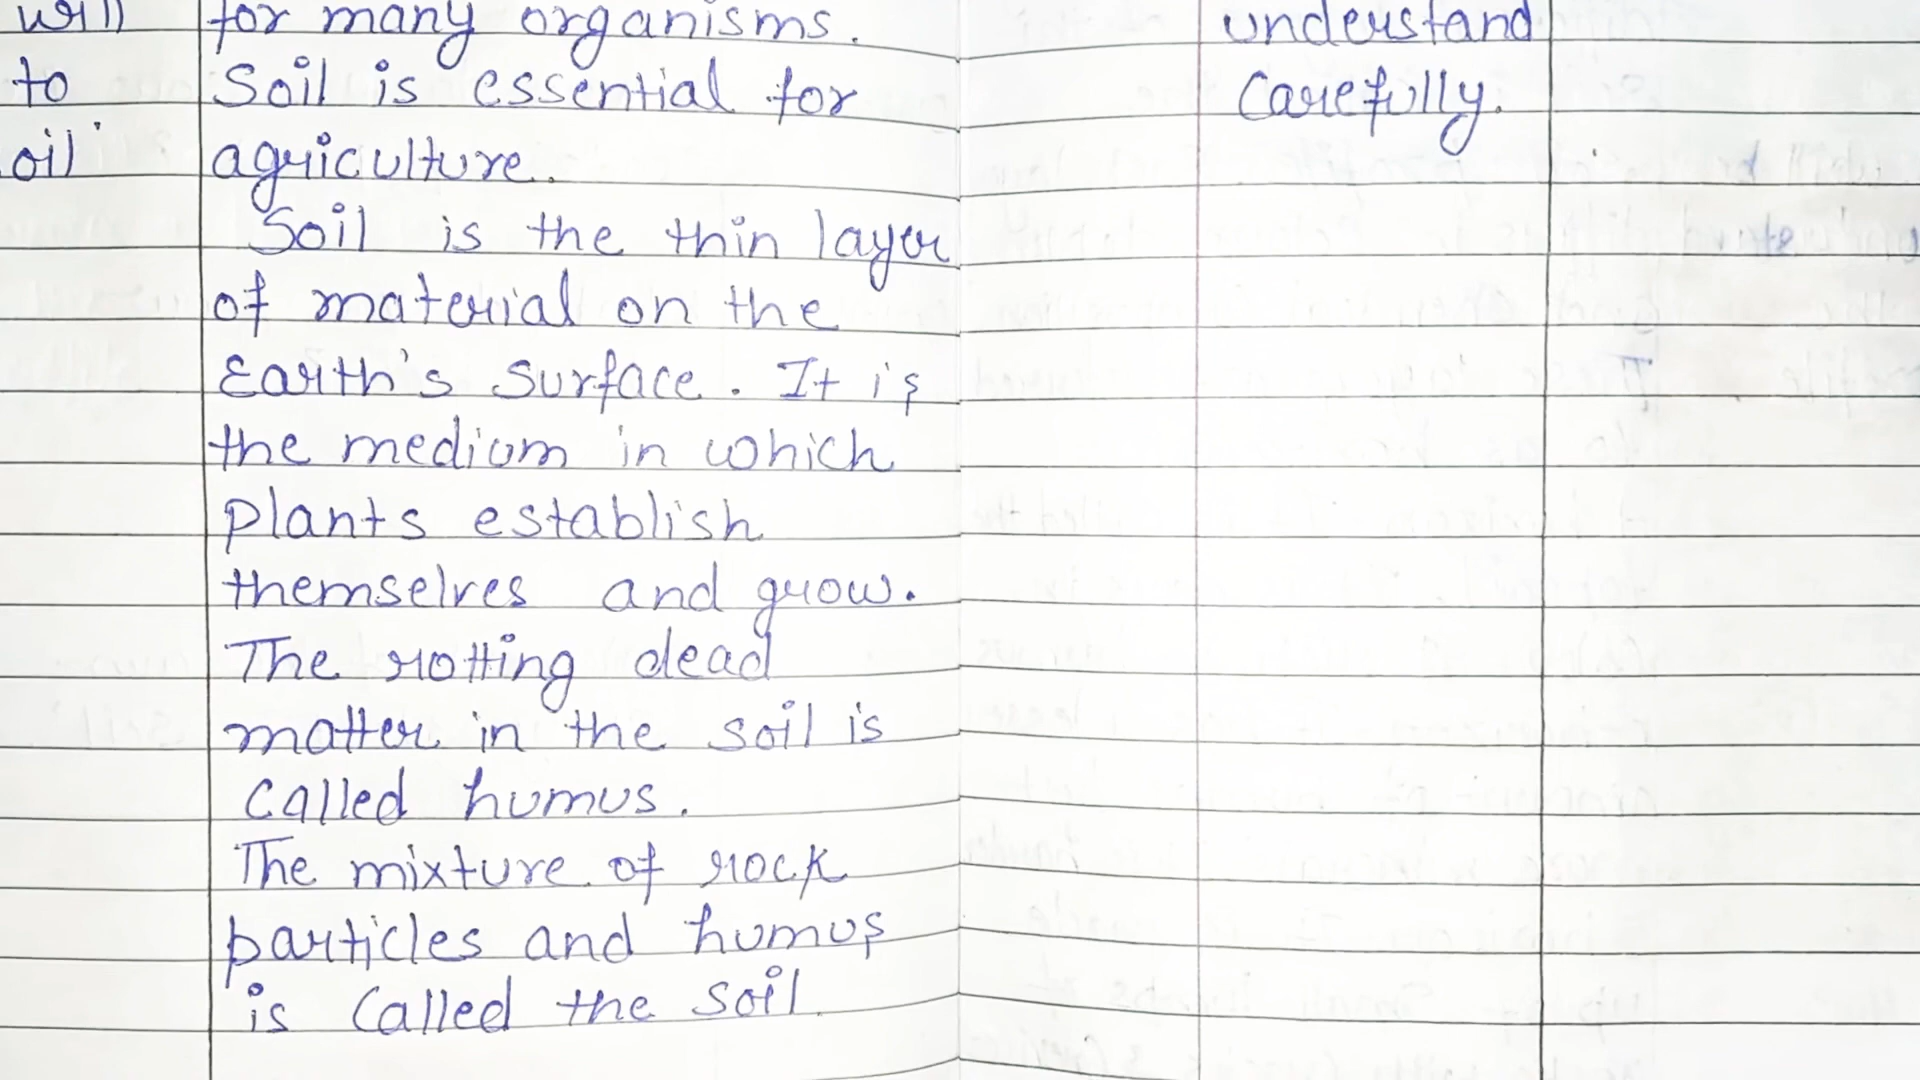 will
to
oil
for many organisms.
Soil is essential for
agriculture.
Soil is the thin layer
of material on the
Earth's surface. It is
the medium in which
plants establish
themselves and grow.
The rotting dead
matter in the soil is
called humus.
The mixture of rock
particles and humus
is called the soil.
understand
Carefully.